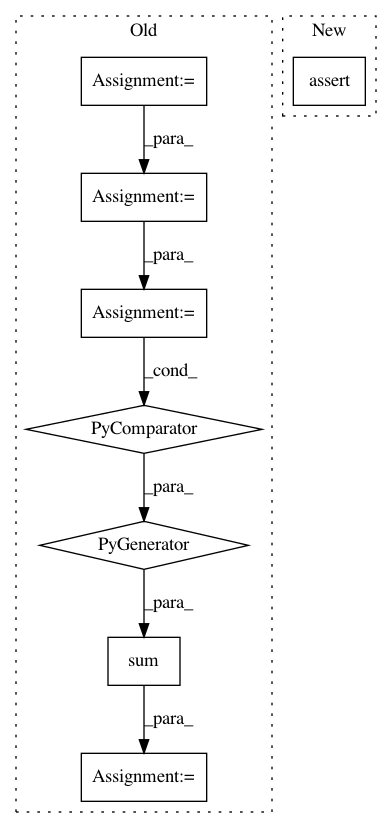 Old
New
Assignment:=
assert
_para_
Assignment:=
_para_
Assignment:=
_cond_
PyComparator
_para_
PyGenerator
_para_
sum
_para_
Assignment:=